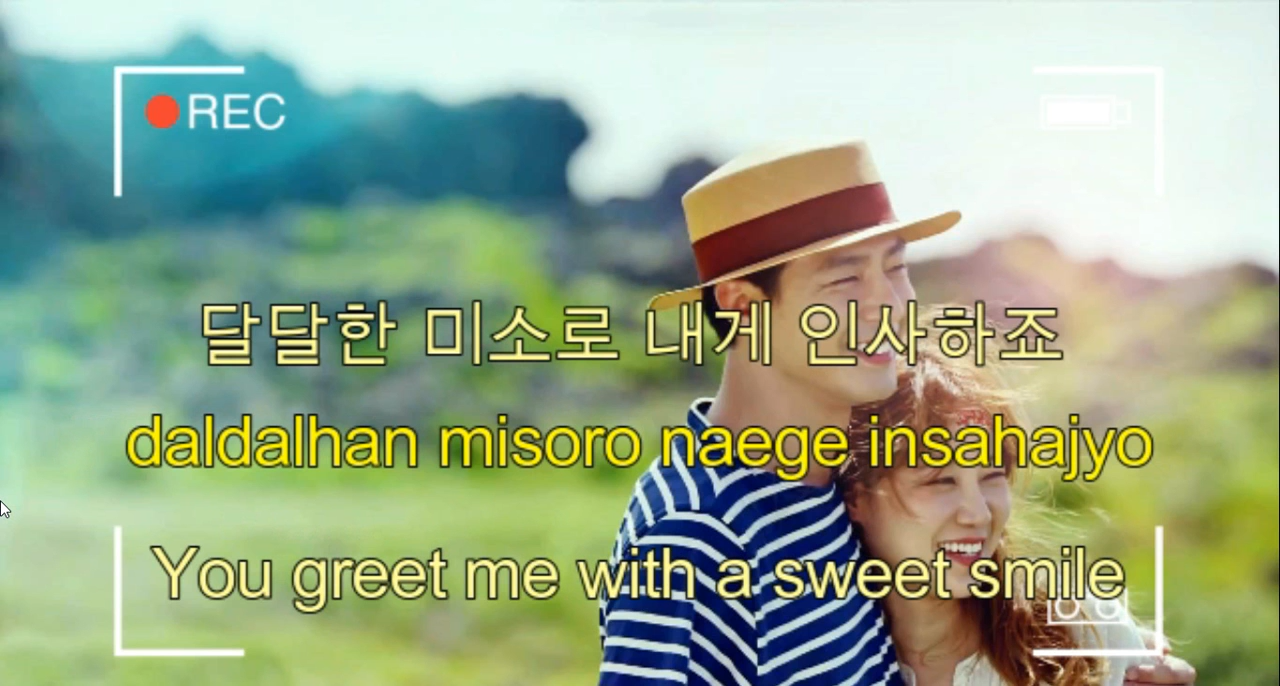 REC
달달한 미소로 내게 인사하죠
daldalhan misoro naege insahajyo
You greet me with a sweet smile